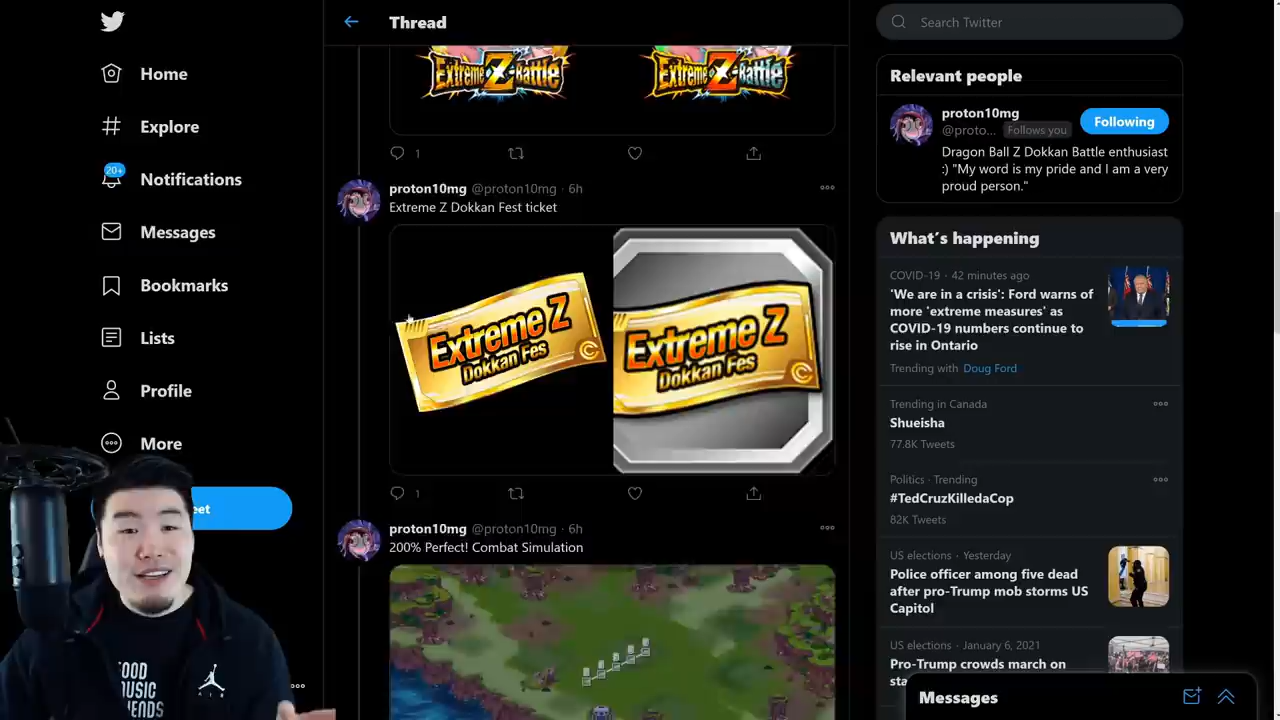 Home
Explore
20+
Notifications
Messages
Bookmarks
Lists
Profile
More
eet
OOD
MUSIC
IENDS
Thread
Extreme Z-Battle
Extreme Z-Battle
1
proton10mg @proton10mg · 6h
Extreme Z Dokkan Fest ticket
Extreme Z
Dokkan Fes
Extreme Z
Dokkan Fes
1
proton10mg @proton10mg · 6h
200% Perfect! Combat Simulation
Search Twitter
Relevant people
proton10mg
@proto... Follows you
Following
Dragon Ball Z Dokkan Battle enthusiast
:) "My word is my pride and I am a very
proud person."
What's happening
COVID-19 · 42 minutes ago
'We are in a crisis': Ford warns of
more 'extreme measures' as
COVID-19 numbers continue to
rise in Ontario
Trending with Doug Ford
Trending in Canada
Shueisha
77.8K Tweets
Politics · Trending
#TedCruzKilledaCop
82K Tweets
US elections · Yesterday
Police officer among five dead
after pro-Trump mob storms US
Capitol
US elections · January 6, 2021
Pro-Trump crowds march on
sta
Messages